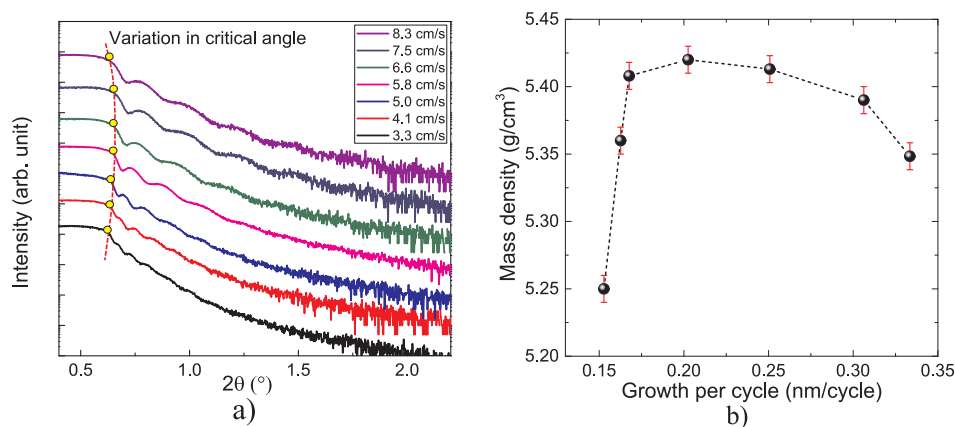 Variation in critical angle
8.3 cm/s
7.5 cm/s
6.6 cm/s
5.8 cm/s
5.0 cm/s
4.1 cm/s
3.3 cm/s
Intensity (arb. unit)
0.5 1.0 1.5 2.0
2θ (°)
a)
5.45
5.40
5.35
5.30
5.25
5.20
Mass density (g/cm³)
0.15 0.20 0.25 0.30 0.35
Growth per cycle (nm/cycle)
b)